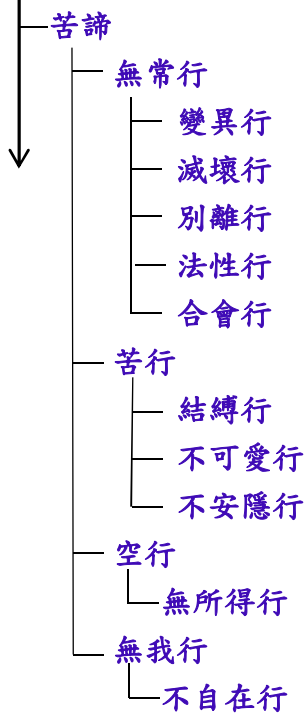 苦諦
無常行
變異行
滅壞行
別離行
法性行
合會行
苦行
結縛行
不可愛行
不安隱行
空行
無所得行
無我行
不自在行